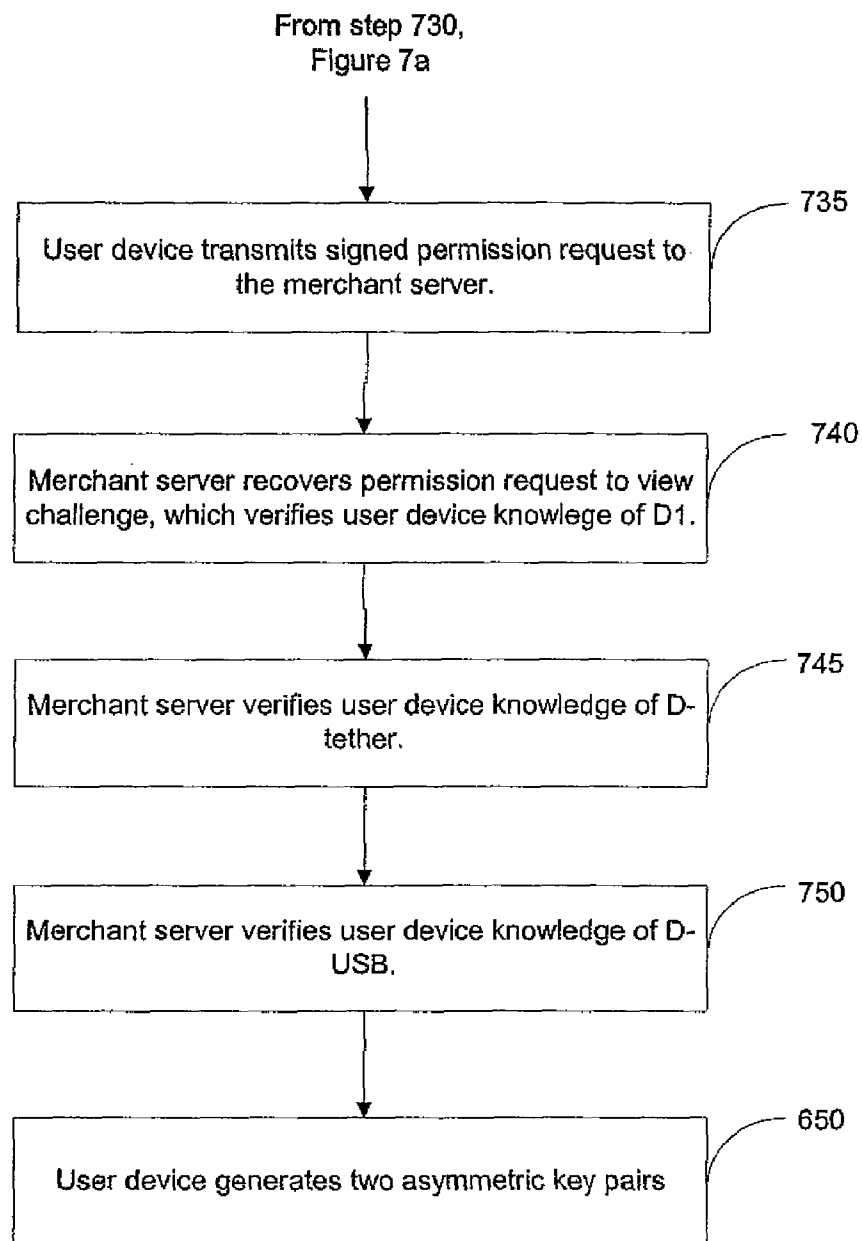 From step 730,
Figure 7a
735
User device transmits signed permission request to
the merchant server.
740
Merchant server recovers permission request to view
challenge, which verifies user device knowlege of D1.
745
Merchant server verifies user device knowledge of D-
tether.
750
Merchant server verifies user device knowledge of D-
USB.
650
User device generates two asymmetric key pairs